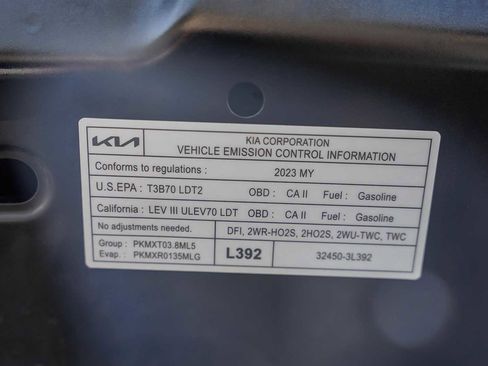 KIA
KIA CORPORATION
VEHICLE EMISSION CONTROL INFORMATION
Conforms to regulations : 2023 MY
U.S.EPA : T3B70 LDT2 OBD : CA II Fuel : Gasoline
California : LEV III ULEV70 LDT OBD : CA II Fuel : Gasoline
No adjustments needed. DFI, 2WR-HO2S, 2HO2S, 2WU-TWC, TWC
Group : PKMXT03.8ML5
Evap. : PKMXR0135MLG
L392 32450-3L392